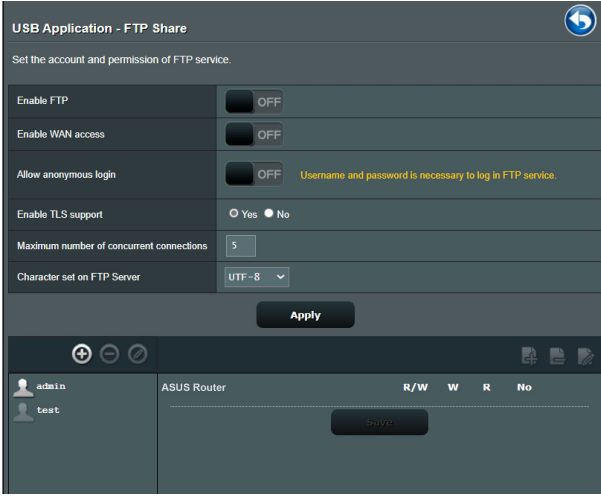 USB Application - FTP Share
Set the account and permission of FTP service.
Enable FTP OFF
Enable WAN access OFF
Allow anonymous login OFF Username and password is necessary to log in FTP service.
Enable TLS support Yes No
Maximum number of concurrent connections 5
Character set on FTP Server UTF-8
Apply
admin ASUS Router R/W W R No
test
Save